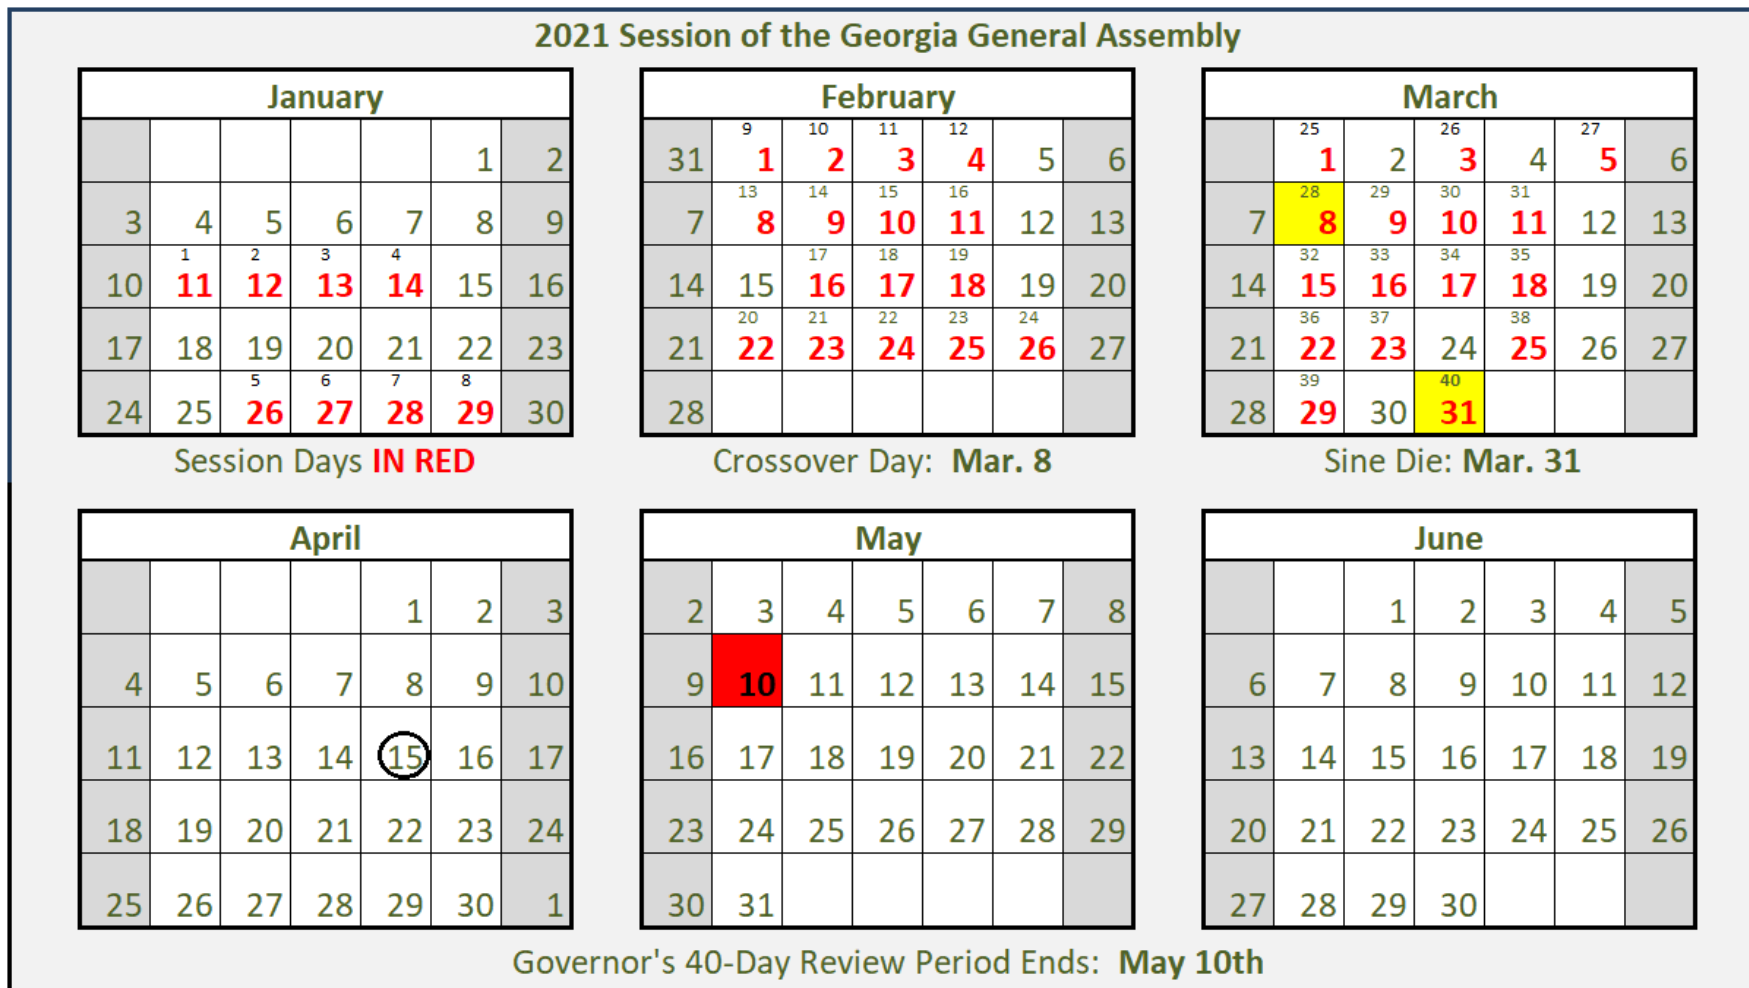 2021 Session of the Georgia General Assembly
January
1 2
3 4 5 6 7 8 9
1 2 3 4
10 11 12 13 14 15 16
17 18 19 20 21 22 23
5 6 7 8
24 25 26 27 28 29 30
Session Days IN RED
February
9 10 11 12
31 1 2 3 4 5 6
13 14 15 16
7 8 9 10 11 12 13
17 18 19
14 15 16 17 18 19 20
20 21 22 23 24
21 22 23 24 25 26 27
28
Crossover Day: Mar. 8
March
25 26 27
1 2 3 4 5 6
28 29 30 31
7 8 9 10 11 12 13
32 33 34 35
14 15 16 17 18 19 20
36 37 38
21 22 23 24 25 26 27
39 40
28 29 30 31
Sine Die: Mar. 31
April
1 2 3
4 5 6 7 8 9 10
11 12 13 14 15 16 17
18 19 20 21 22 23 24
25 26 27 28 29 30 1
May
2 3 4 5 6 7 8
9 10 11 12 13 14 15
16 17 18 19 20 21 22
23 24 25 26 27 28 29
30 31
June
1 2 3 4 5
6 7 8 9 10 11 12
13 14 15 16 17 18 19
20 21 22 23 24 25 26
27 28 29 30
Governor's 40-Day Review Period Ends: May 10th